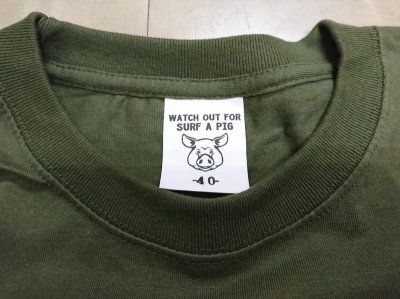 WATCH OUT FOR
SURF A PIG
-40-